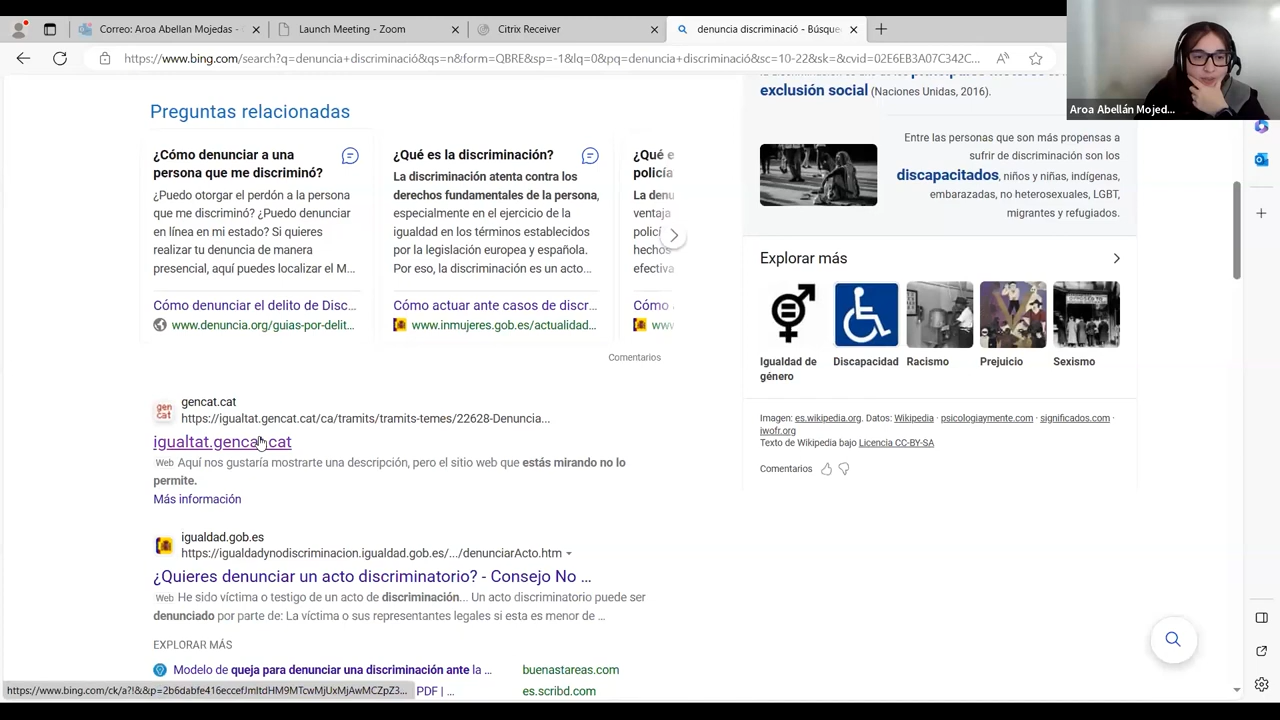 Correo: Aroa Abellan Mojedas -
Launch Meeting - Zoom
Citrix Receiver
denuncia discriminació - Búsque
https://www.bing.com/search?q=denuncia+discriminació&qs=n&form=QBRE&sp=-1&lq=0&pq=denuncia+discriminació&sc=10-22&sk=&cvid=02E6EB3A07C342C...
Aroa Abellán Mojed...
Preguntas relacionadas
¿Cómo denunciar a una
persona que me discriminó?
¿Puedo otorgar el perdón a la persona
que me discriminó? ¿Puedo denunciar
en línea en mi estado? Si quieres
realizar tu denuncia de manera
presencial, aquí puedes localizar el M...
Cómo denunciar el delito de Disc...
www.denuncia.org/guias-por-delit...
¿Qué es la discriminación?
La discriminación atenta contra los
derechos fundamentales de la persona,
especialmente en el ejercicio de la
igualdad en los términos establecidos
por la legislación europea y española.
Por eso, la discriminación es un acto...
Cómo actuar ante casos de discr...
www.inmujeres.gob.es/actualidad...
¿Qué e
policía
La denu
ventaja
polici
hechos
efectiva
Cómo
www
Comentarios
gencat.cat
https://igualtat.gencat.cat/ca/tramits/tramits-temes/22628-Denuncia...
igualtat.gencat.cat
Web Aquí nos gustaría mostrarte una descripción, pero el sitio web que estás mirando no lo
permite.
Más información
igualdad.gob.es
https://igualdadynodiscriminacion.igualdad.gob.es/.../denunciarActo.htm
¿Quieres denunciar un acto discriminatorio? - Consejo No ...
Web He sido víctima o testigo de un acto de discriminación... Un acto discriminatorio puede ser
denunciado por parte de: La víctima o sus representantes legales si esta es menor de ...
EXPLORAR MÁS
Modelo de queja para denunciar una discriminación ante la ...
buenastareas.com
PDF | ...
es.scribd.com
exclusión social (Naciones Unidas, 2016).
Entre las personas que son más propensas a
sufrir de discriminación son los
discapacitados, niños y niñas, indígenas,
embarazadas, no heterosexuales, LGBT,
migrantes y refugiados.
Explorar más
Igualdad de
género
Discapacidad
Racismo
Prejuicio
Sexismo
Imagen: es.wikipedia.org. Datos: Wikipedia · psicologiaymente.com · significados.com ·
iwofr.org
Texto de Wikipedia bajo Licencia CC-BY-SA
Comentarios